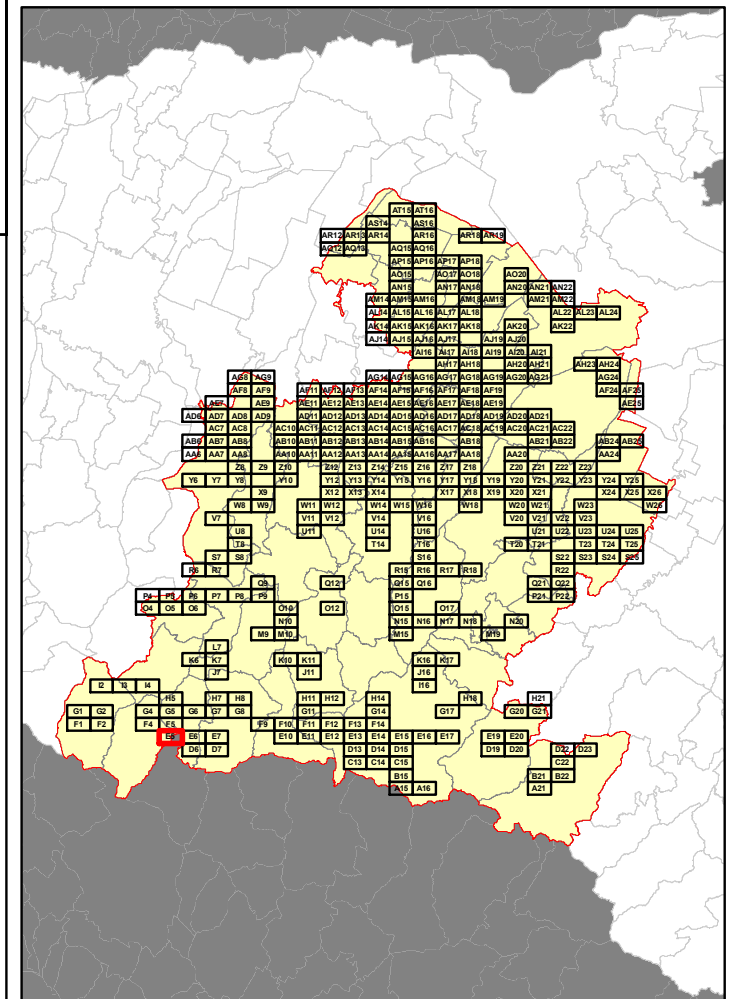 AT15 AT16
AS14 AS16
AR12 AR13 AR14 AR16 AR18 AR19
AQ12 AQ13 AQ15 AQ16
AP15 AP16 AP17 AP18
AO15 AO17 AO18 AO20
AN15 AN17 AN18 AN20 AN21 AN22
AM14 AM15 AM16 AM18 AM19 AM21 AM22
AL14 AL15 AL16 AL17 AL18 AL22 AL23 AL24
AK14 AK15 AK16 AK17 AK18 AK20 AK22
AJ14 AJ15 AJ16 AJ17 AJ19 AJ20
AI16 AI17 AI18 AI19 AI20 AI21
AH17 AH18 AH20 AH21 AH23 AH24
AG8 AG9 AG14 AG15 AG16 AG17 AG18 AG19 AG20 AG21 AG24
AF8 AF9 AF11 AF12 AF13 AF14 AF15 AF16 AF17 AF18 AF19 AF24 AF25
AE7 AE9 AE11 AE12 AE13 AE14 AE15 AE16 AE17 AE18 AE19 AE25
AD6 AD7 AD8 AD9 AD11 AD12 AD13 AD14 AD15 AD16 AD17 AD18 AD19 AD20 AD21
AC7 AC8 AC10 AC11 AC12 AC13 AC14 AC15 AC16 AC17 AC18 AC19 AC20 AC21 AC22
AB6 AB7 AB8 AB10 AB11 AB12 AB13 AB14 AB15 AB16 AB18 AB21 AB22 AB24 AB25
AA6 AA7 AA8 AA10 AA11 AA12 AA13 AA14 AA15 AA16 AA17 AA18 AA20 AA24
Z8 Z9 Z10 Z12 Z13 Z14 Z15 Z16 Z17 Z18 Z20 Z21 Z22 Z23
Y6 Y7 Y8 Y10 Y12 Y13 Y14 Y15 Y16 Y17 Y18 Y19 Y20 Y21 Y22 Y23 Y24 Y25
X9 X12 X13 X14 X17 X18 X19 X20 X21 X24 X25 X26
W8 W9 W11 W12 W14 W15 W16 W18 W20 W21 W23 W26
V7 V11 V12 V14 V16 V20 V21 V22 V23
U8 U11 U14 U16 U21 U22 U23 U24 U25
T8 T14 T16 T20 T21 T23 T24 T25
S7 S8 S16 S22 S23 S24 S25
R6 R7 R15 R16 R17 R18 R22
Q9 Q12 Q15 Q16 Q21 Q22
P4 P5 P6 P7 P8 P9 P15 P21 P22
O4 O5 O6 O10 O12 O15 O17
N10 N15 N16 N17 N18 N20
M9 M10 M15 M19
L7
K6 K7 K10 K11 K16 K17
J7 J11 J16
I2 I3 I4 I16
H5 H7 H8 H11 H12 H14 H18 H21
G1 G2 G4 G5 G6 G7 G8 G11 G14 G17 G20 G21
F1 F2 F4 F5 F9 F10 F11 F12 F13 F14
E5 E6 E7 E10 E11 E12 E13 E14 E15 E16 E17 E19 E20
D6 D7 D13 D14 D15 D19 D20 D22 D23
C13 C14 C15 C22
B15 B21 B22
A15 A16 A21